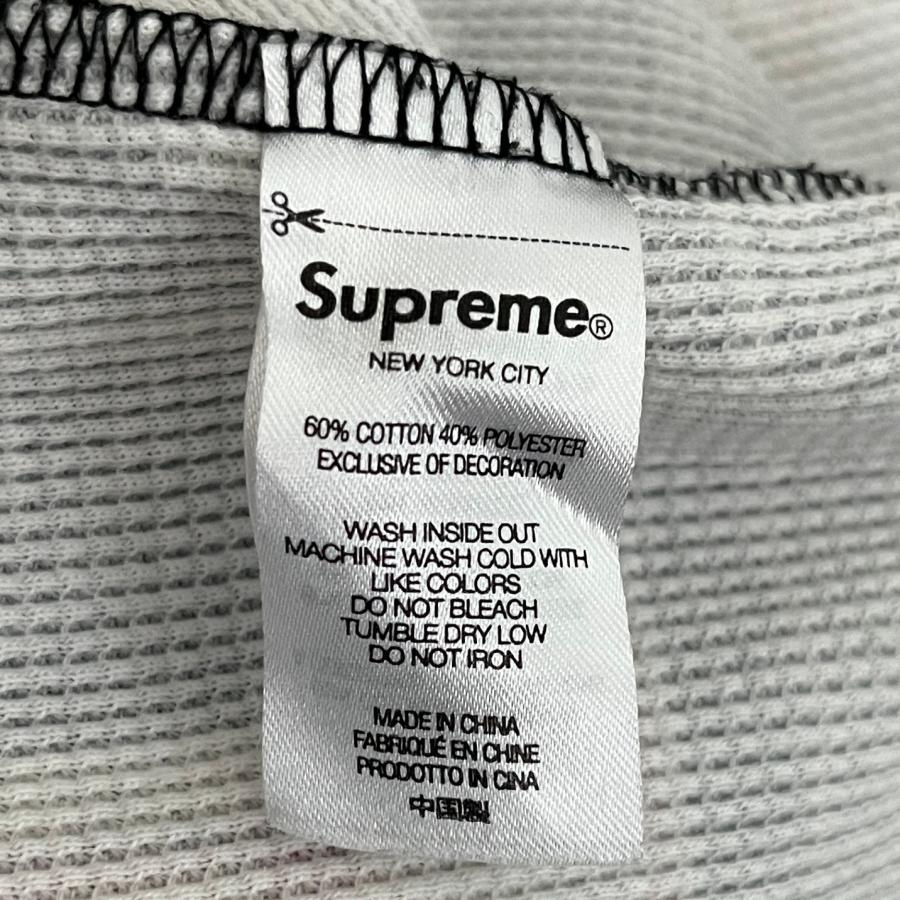 Supreme®
NEW YORK CITY
60% COTTON 40% POLYESTER
EXCLUSIVE OF DECORATION
WASH INSIDE OUT
MACHINE WASH COLD WITH
LIKE COLORS
DO NOT BLEACH
TUMBLE DRY LOW
DO NOT IRON
MADE IN CHINA
FABRIQUÉ EN CHINE
PRODOTTO IN CINA
中国製